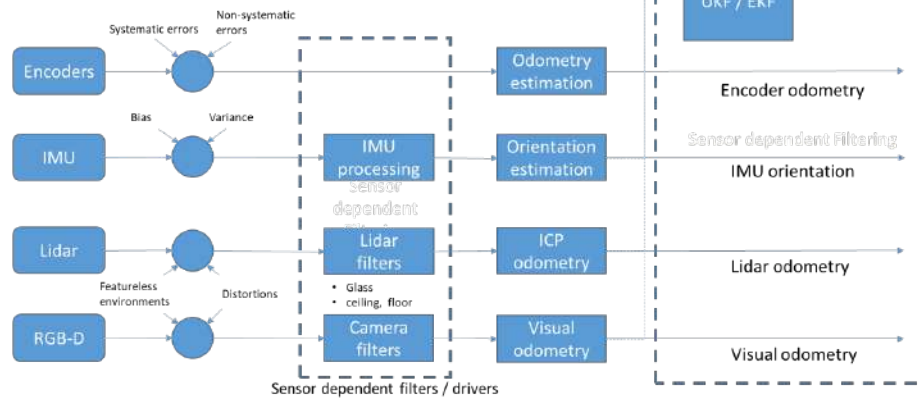 UKF / EKF
Non-systematic
errors
Systematic errors
Encoders
Odometry
estimation
Encoder odometry
Bias
Variance
IMU
IMU
processing
Orientation
estimation
Sensor dependent Filtering
IMU orientation
Sensor
dependent
Lidar
Lidar
filters
ICP
odometry
Lidar odometry
Featureless
environments
Distortions
• Glass
• ceiling, floor
RGB-D
Camera
filters
Visual
odometry
Visual odometry
Sensor dependent filters / drivers